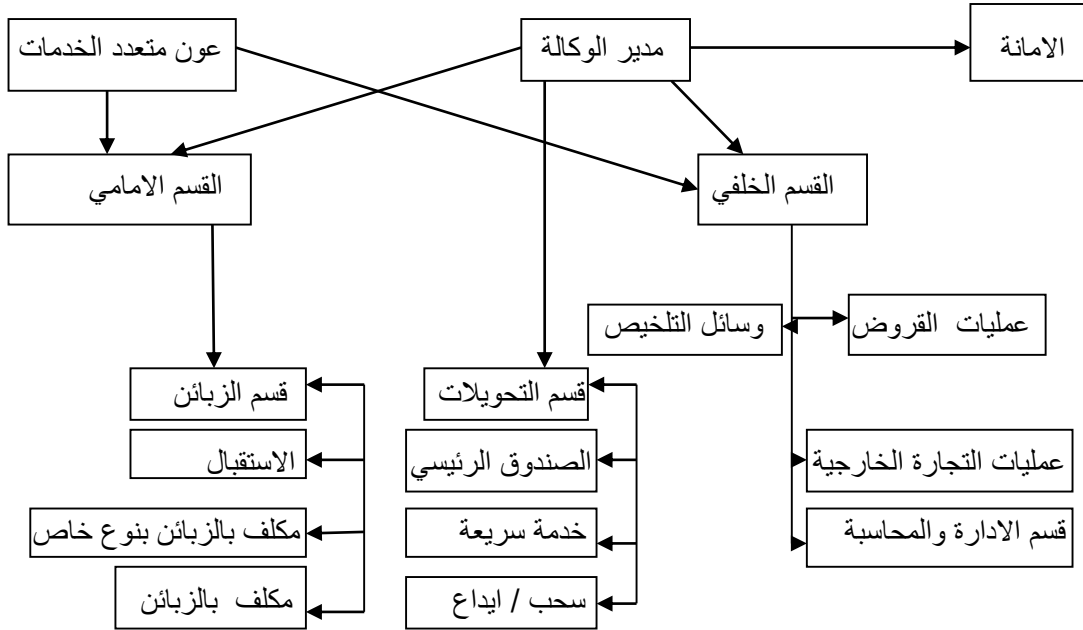 الامانة
مدير الوكالة
عون متعدد الخدمات
القسم الخلفي
القسم الامامي
عمليات القروض
وسائل التلخيص
قسم التحويلات
قسم الزبائن
عمليات التجارة الخارجية
الصندوق الرئيسي
الاستقبال
قسم الادارة والمحاسبة
خدمة سريعة
مكلف بالزبائن بنوع خاص
سحب / ايداع
مكلف بالزبائن